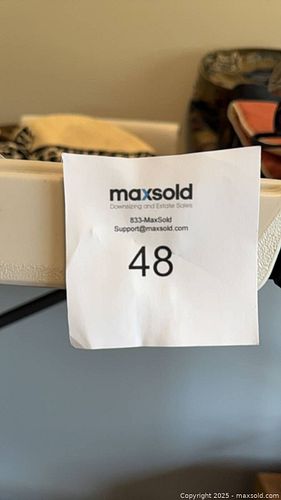 maxsold
Downsizing and Estate Sales
833-MaxSold
Support@maxsold.com
48
Copyright 2025 - maxsold.com